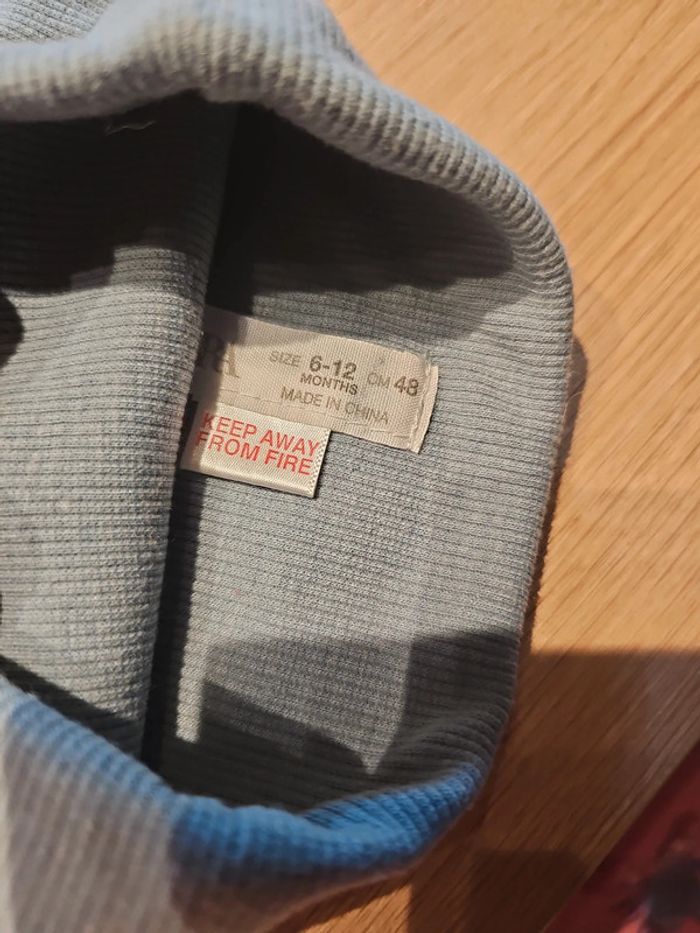 SIZE 6-12 CM 48
MONTHS
MADE IN CHINA
KEEP AWAY
FROM FIRE